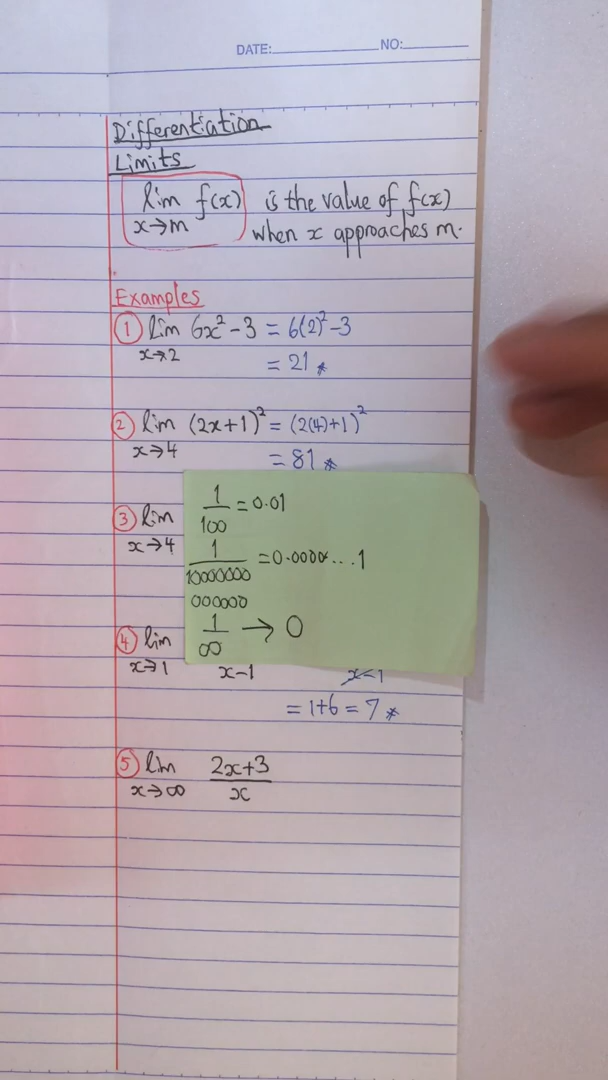 DATE: NO:
Differentiation
Limits
lim f(x) is the value of f(x)
x→m when x approaches m.
Examples
① lim 6x²-3 = 6(2)²-3
x→2 = 21 *
② lim (2x+1)² = (2(4)+1)²
x→4 = 81 *
③ lim
x→4
1/100 = 0.01
1/10000000000000 = 0.0000...1
1/∞ → 0
④ lim
x→1 x-1 x-1
= 1+6 = 7 *
⑤ lim 2x+3
x→∞ x